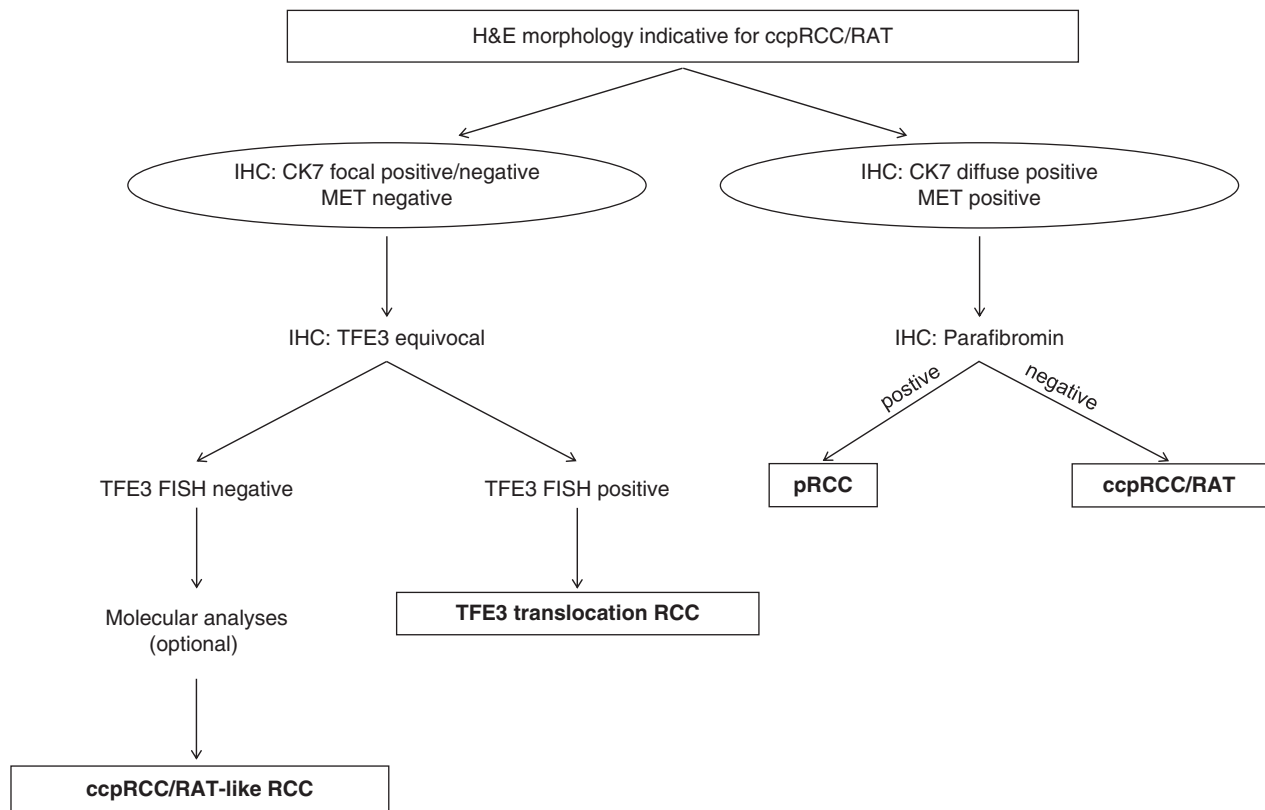 H&E morphology indicative for ccpRCC/RAT
IHC: CK7 focal positive/negative
MET negative
IHC: CK7 diffuse positive
MET positive
IHC: TFE3 equivocal
IHC: Parafibromin
postive
negative
TFE3 FISH negative
TFE3 FISH positive
pRCC
ccpRCC/RAT
Molecular analyses
(optional)
TFE3 translocation RCC
ccpRCC/RAT-like RCC